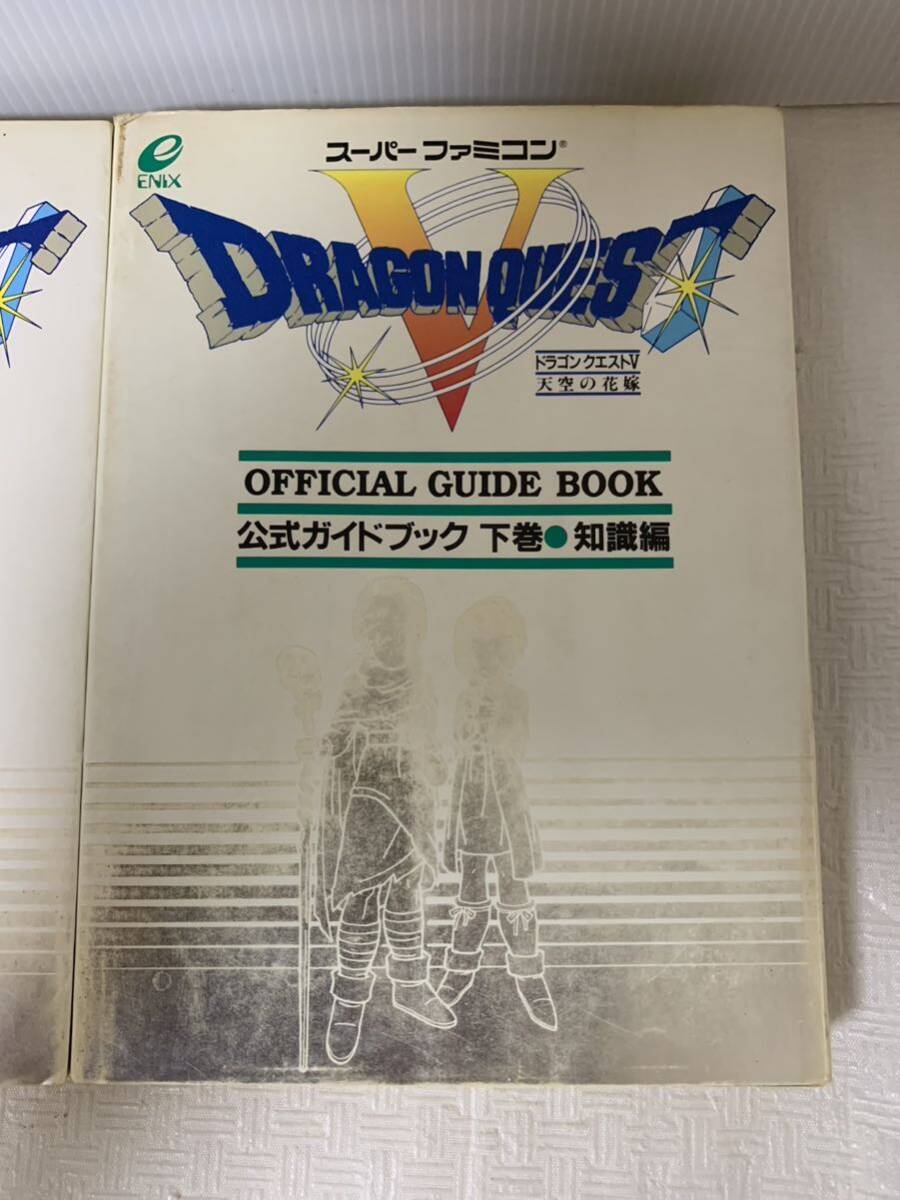 ENIX
スーパーファミコン®
V
DRAGON QUEST
ドラゴンクエストV
天空の花嫁
OFFICIAL GUIDE BOOK
公式ガイドブック 下巻●知識編